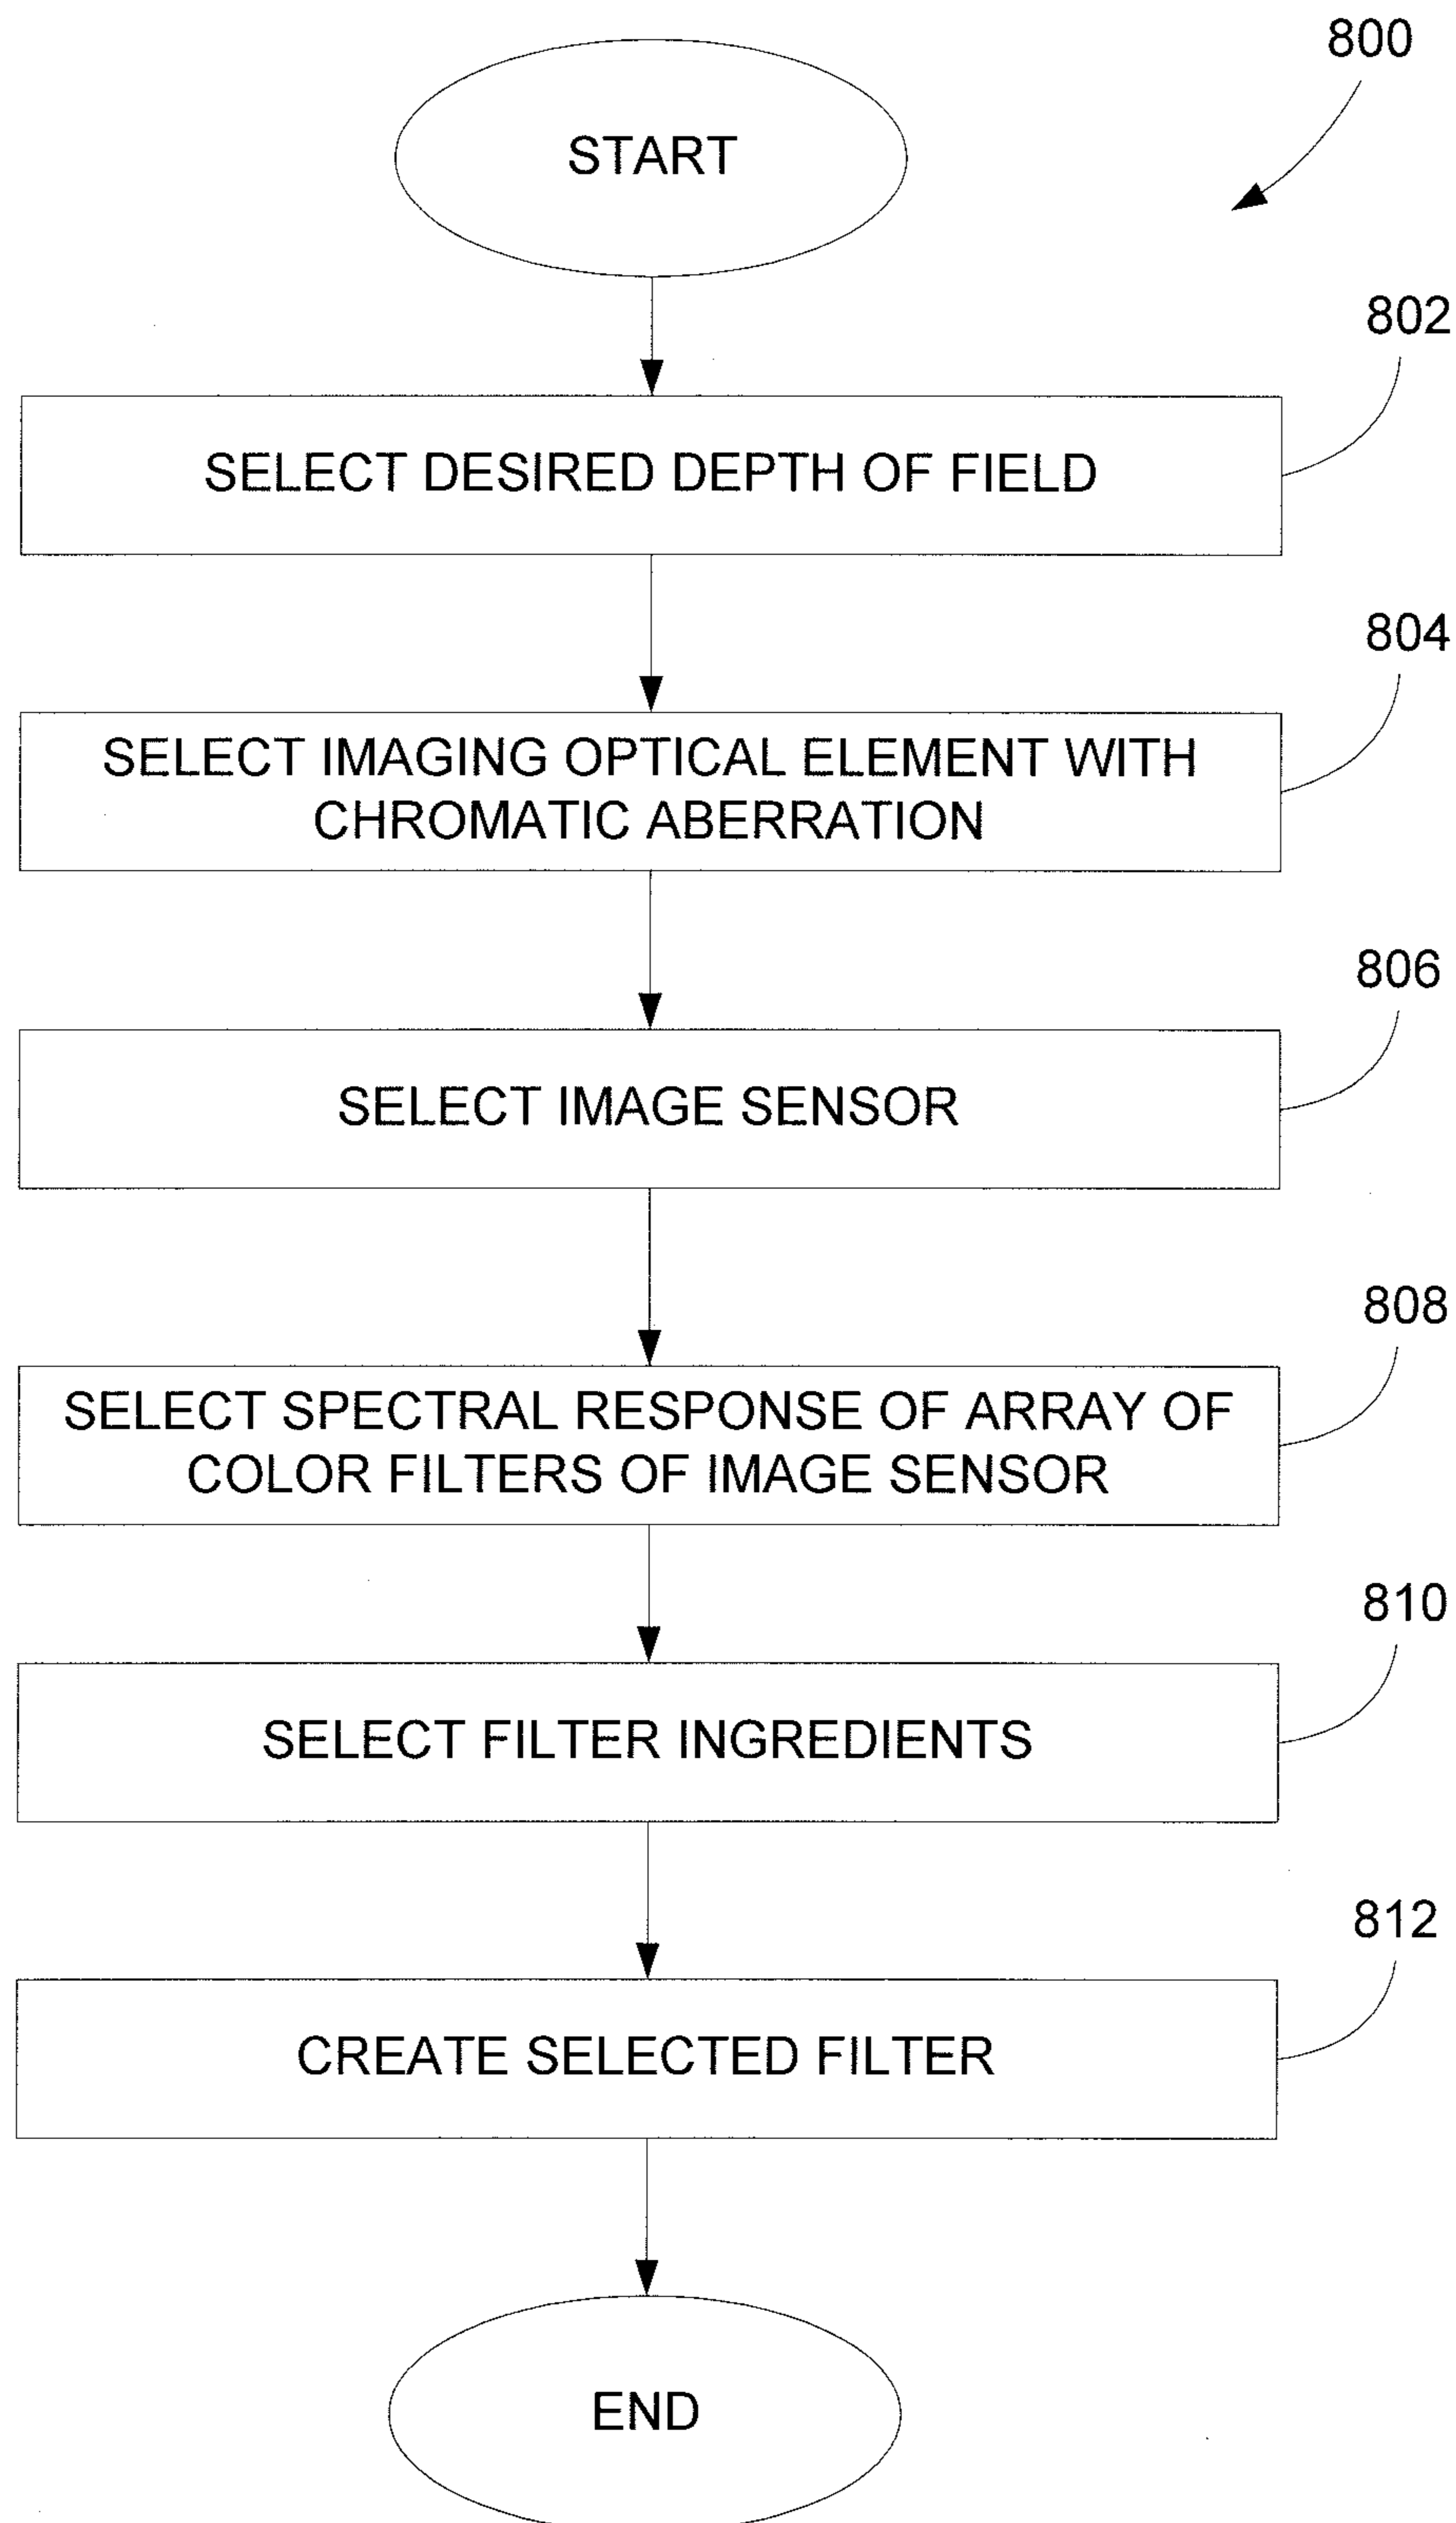 800
START
802
SELECT DESIRED DEPTH OF FIELD
804
SELECT IMAGING OPTICAL ELEMENT WITH
CHROMATIC ABERRATION
806
SELECT IMAGE SENSOR
808
SELECT SPECTRAL RESPONSE OF ARRAY OF
COLOR FILTERS OF IMAGE SENSOR
810
SELECT FILTER INGREDIENTS
812
CREATE SELECTED FILTER
END